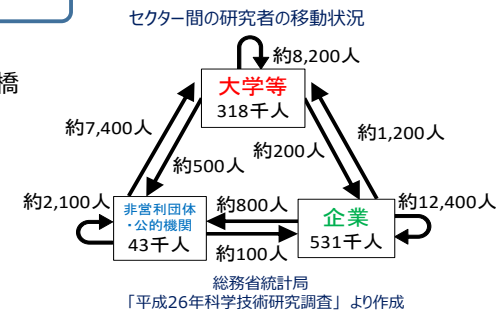 セクター間の研究者の移動状況
橋
約8,200人
大学等
318千人
約7,400人
約500人
約200人
約1,200人
約2,100人
非営利団体
・公的機関
43千人
約800人
約100人
企業
531千人
約12,400人
総務省統計局
「平成26年科学技術研究調査」より作成